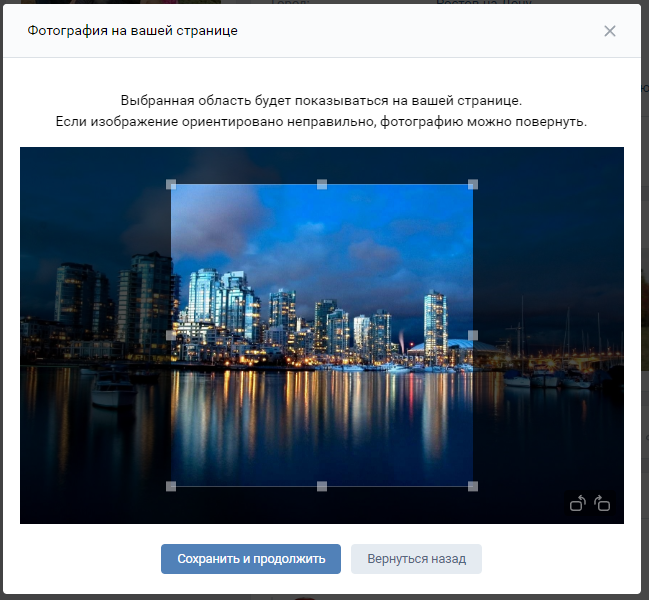 Фотография на вашей странице
Выбранная область будет показываться на вашей странице.
Если изображение ориентировано неправильно, фотографию можно повернуть.
Сохранить и продолжить
Вернуться назад